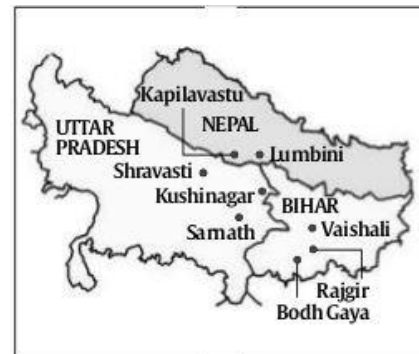 Kapilavastu
NEPAL
UTTAR
PRADESH
Lumbini
Shravasti
Kushinagar
BIHAR
Sarnath
Vaishali
Rajgir
Bodh Gaya